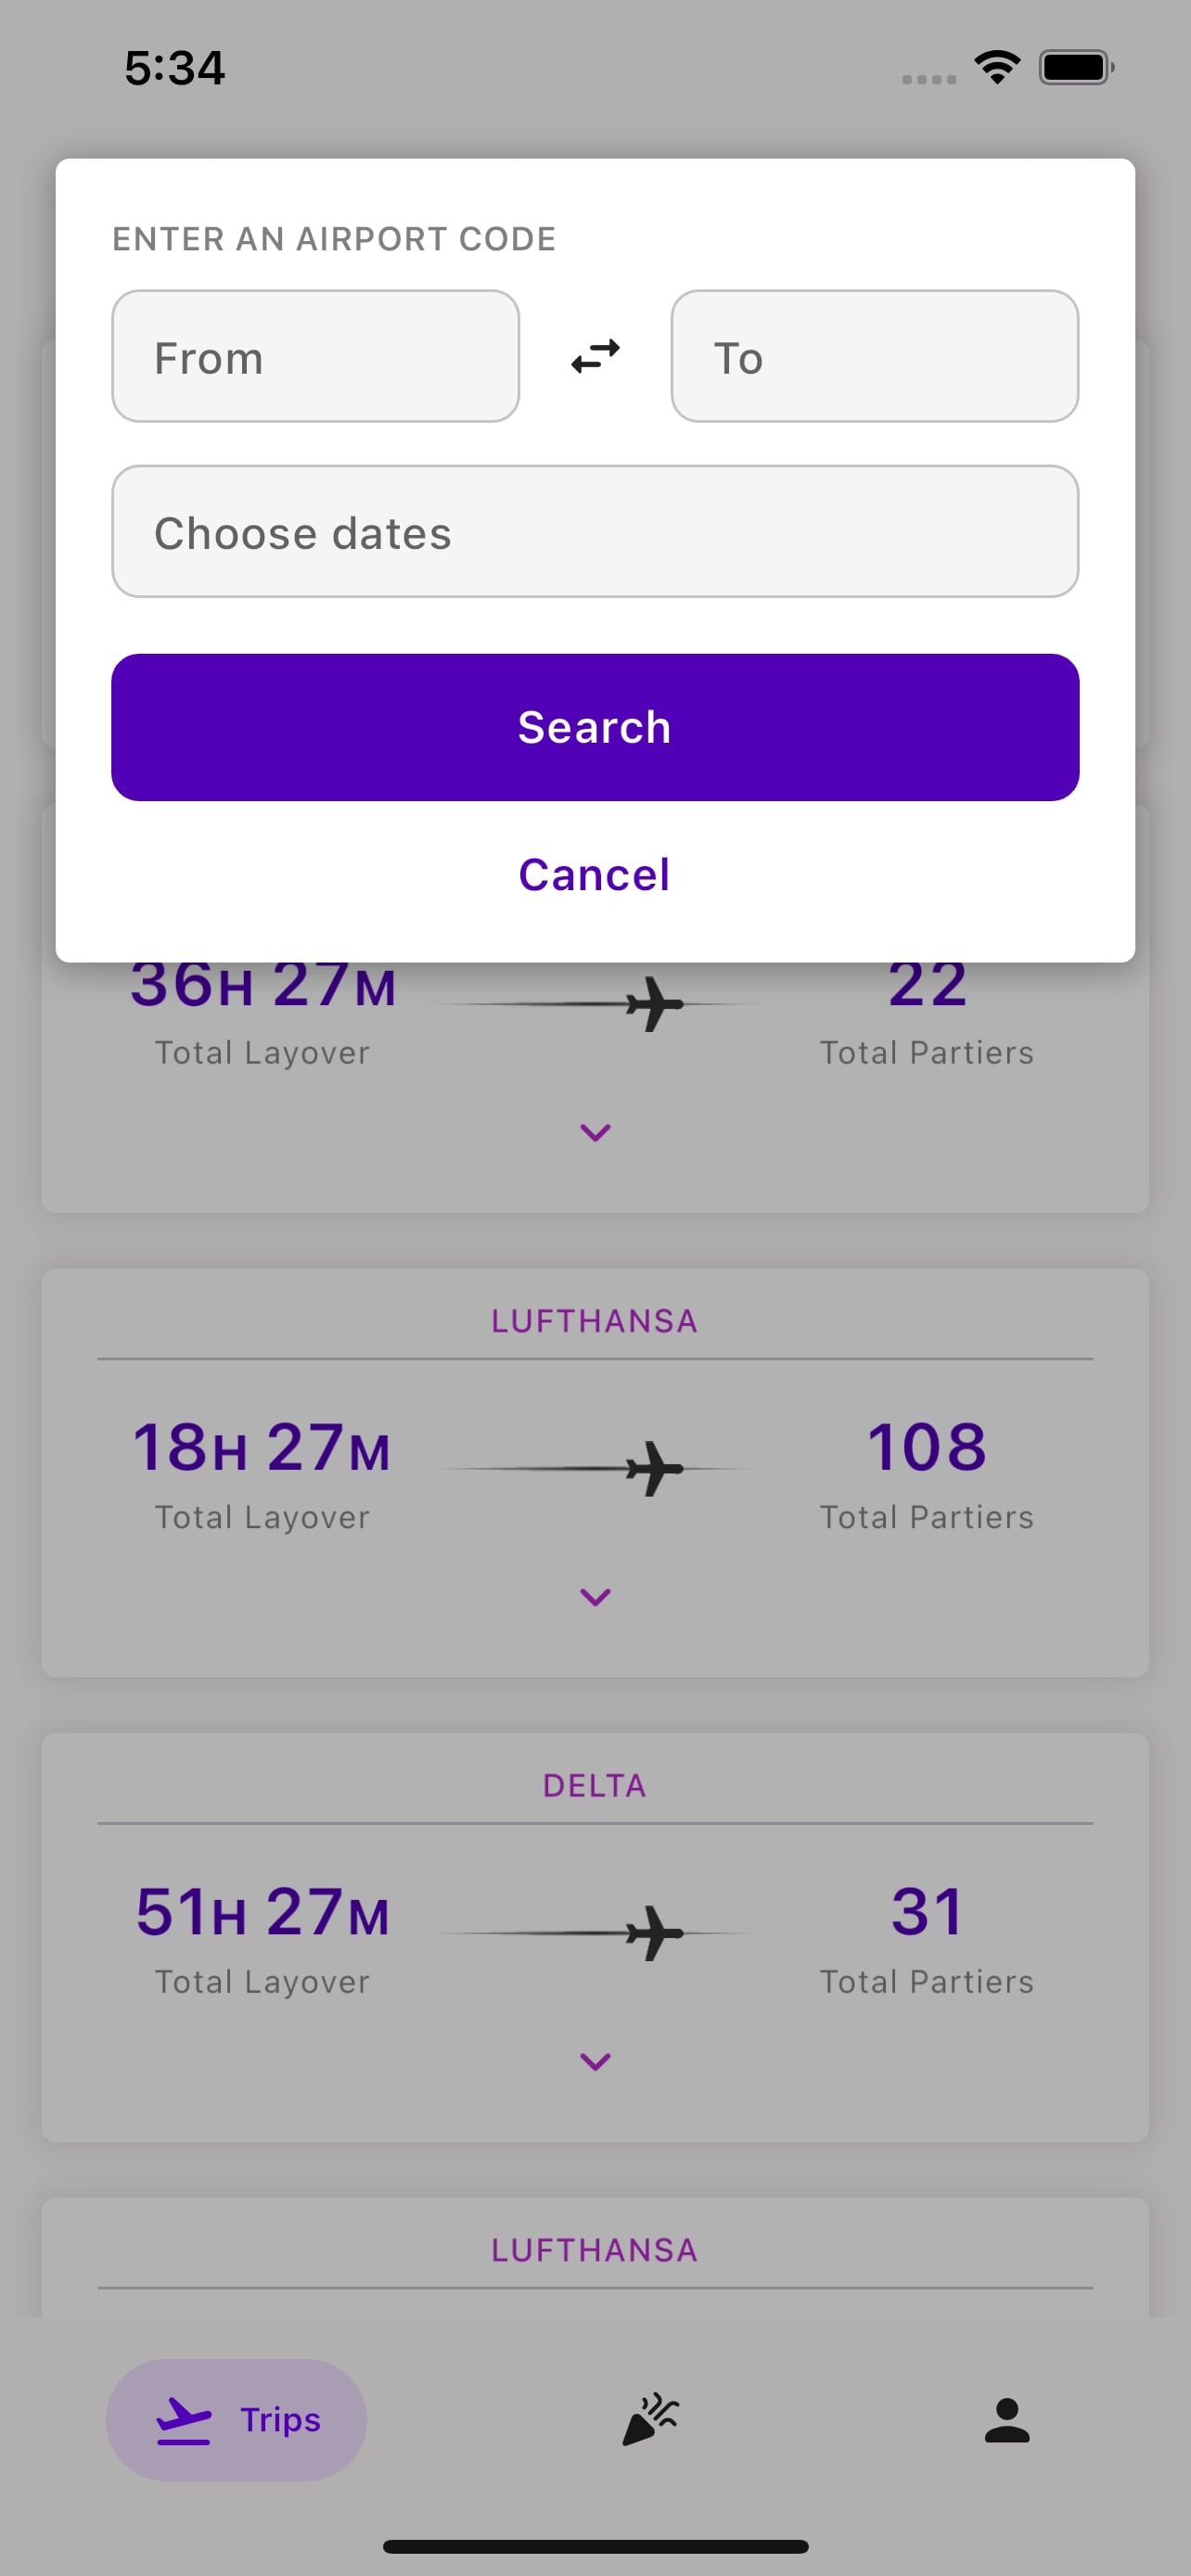 5:34
ENTER AN AIRPORT CODE
From To
Choose dates
Search
Cancel
36H 27M 22
Total Layover Total Partiers
LUFTHANSA
18H 27M 108
Total Layover Total Partiers
DELTA
51H 27M 31
Total Layover Total Partiers
LUFTHANSA
Trips